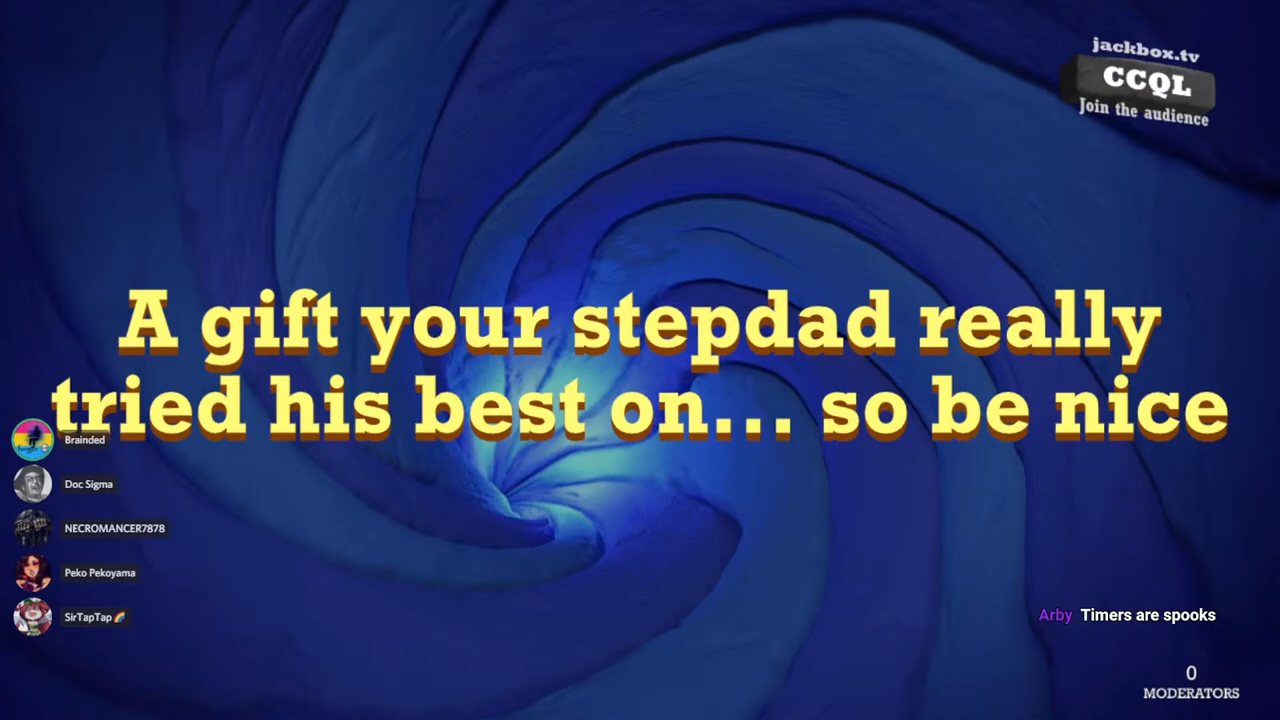 jackbox.tv
CCQL
Join the audience
A gift your stepdad really
tried his best on... so be nice
Brainded
Doc Sigma
NECROMANCER7878
Peko Pekoyama
SirTapTap🌈
Arby Timers are spooks
0
MODERATORS